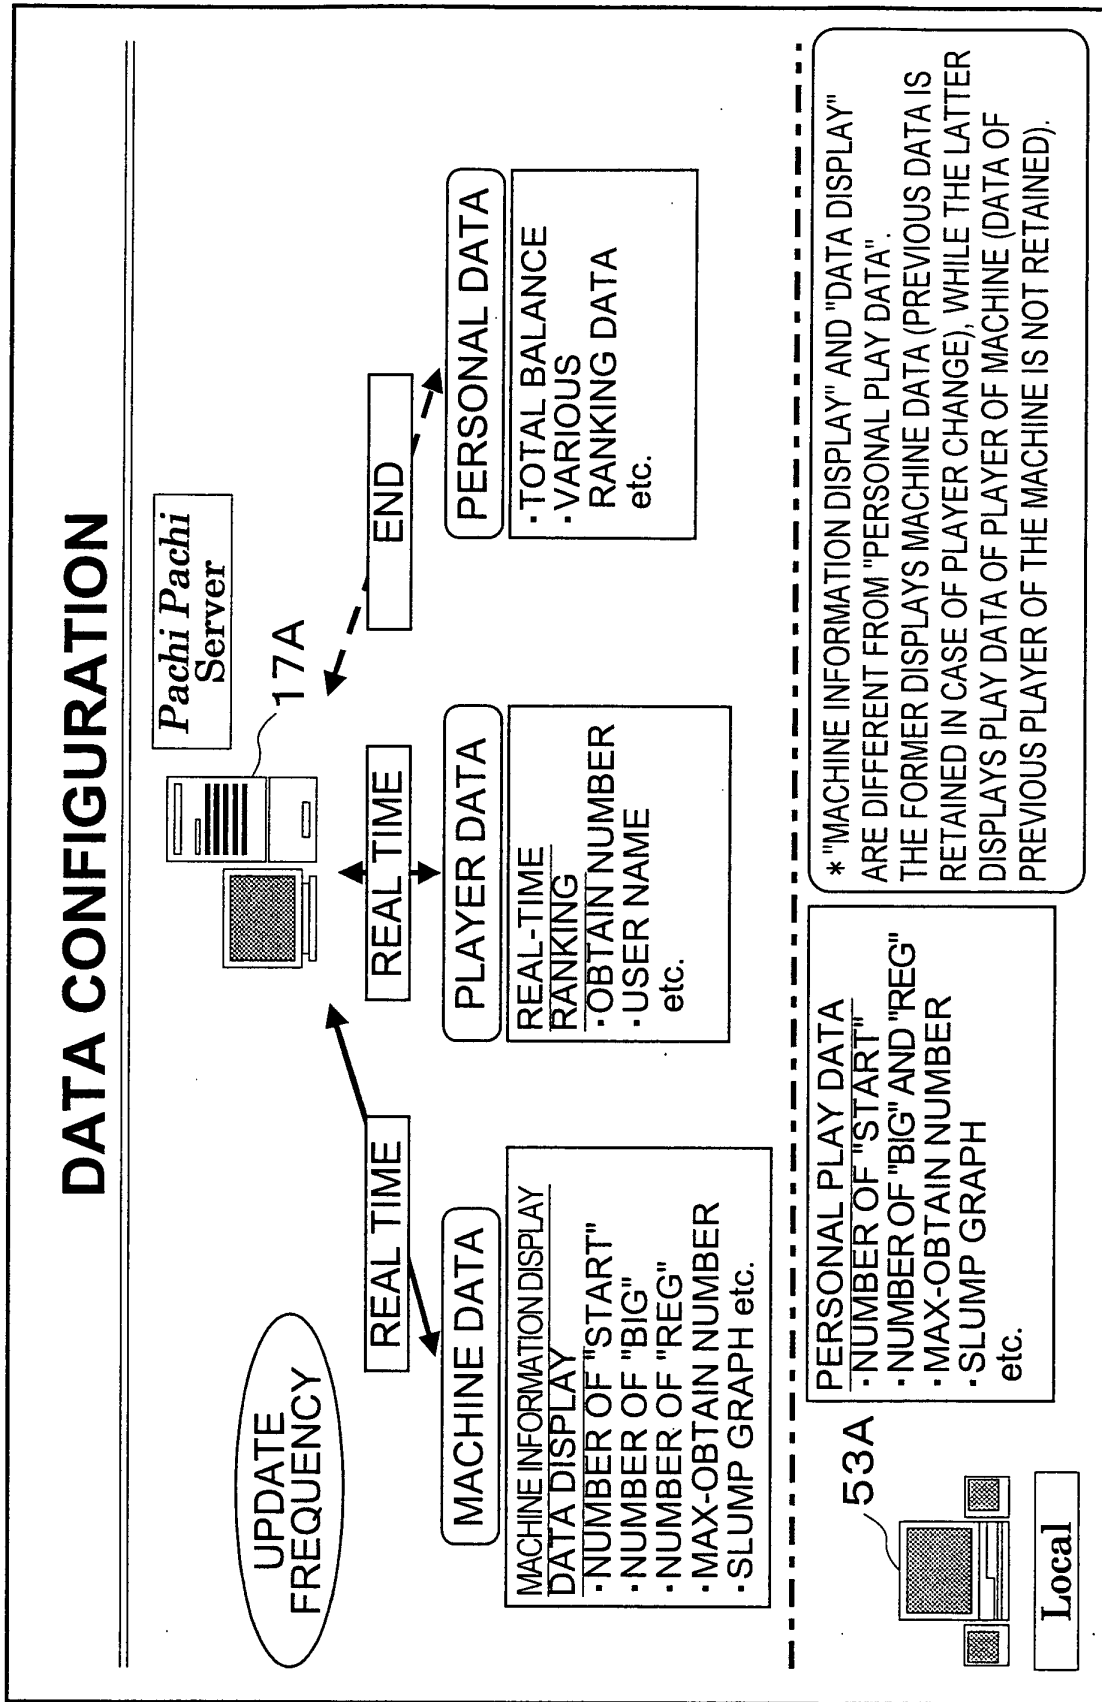 DATA CONFIGURATION
Pachi Pachi
Server
17A
UPDATE
FREQUENCY
REAL TIME
REAL TIME
END
MACHINE DATA
MACHINE INFORMATION DISPLAY
DATA DISPLAY
·NUMBER OF "START"
·NUMBER OF "BIG"
·NUMBER OF "REG"
·MAX-OBTAIN NUMBER
·SLUMP GRAPH etc.
PLAYER DATA
REAL-TIME
RANKING
·OBTAIN NUMBER
·USER NAME
etc.
PERSONAL DATA
·TOTAL BALANCE
·VARIOUS
RANKING DATA
etc.
53A
Local
PERSONAL PLAY DATA
·NUMBER OF "START"
·NUMBER OF "BIG" AND "REG"
·MAX-OBTAIN NUMBER
·SLUMP GRAPH
etc.
* "MACHINE INFORMATION DISPLAY" AND "DATA DISPLAY"
ARE DIFFERENT FROM "PERSONAL PLAY DATA".
THE FORMER DISPLAYS MACHINE DATA (PREVIOUS DATA IS
RETAINED IN CASE OF PLAYER CHANGE), WHILE THE LATTER
DISPLAYS PLAY DATA OF PLAYER OF MACHINE (DATA OF
PREVIOUS PLAYER OF THE MACHINE IS NOT RETAINED).